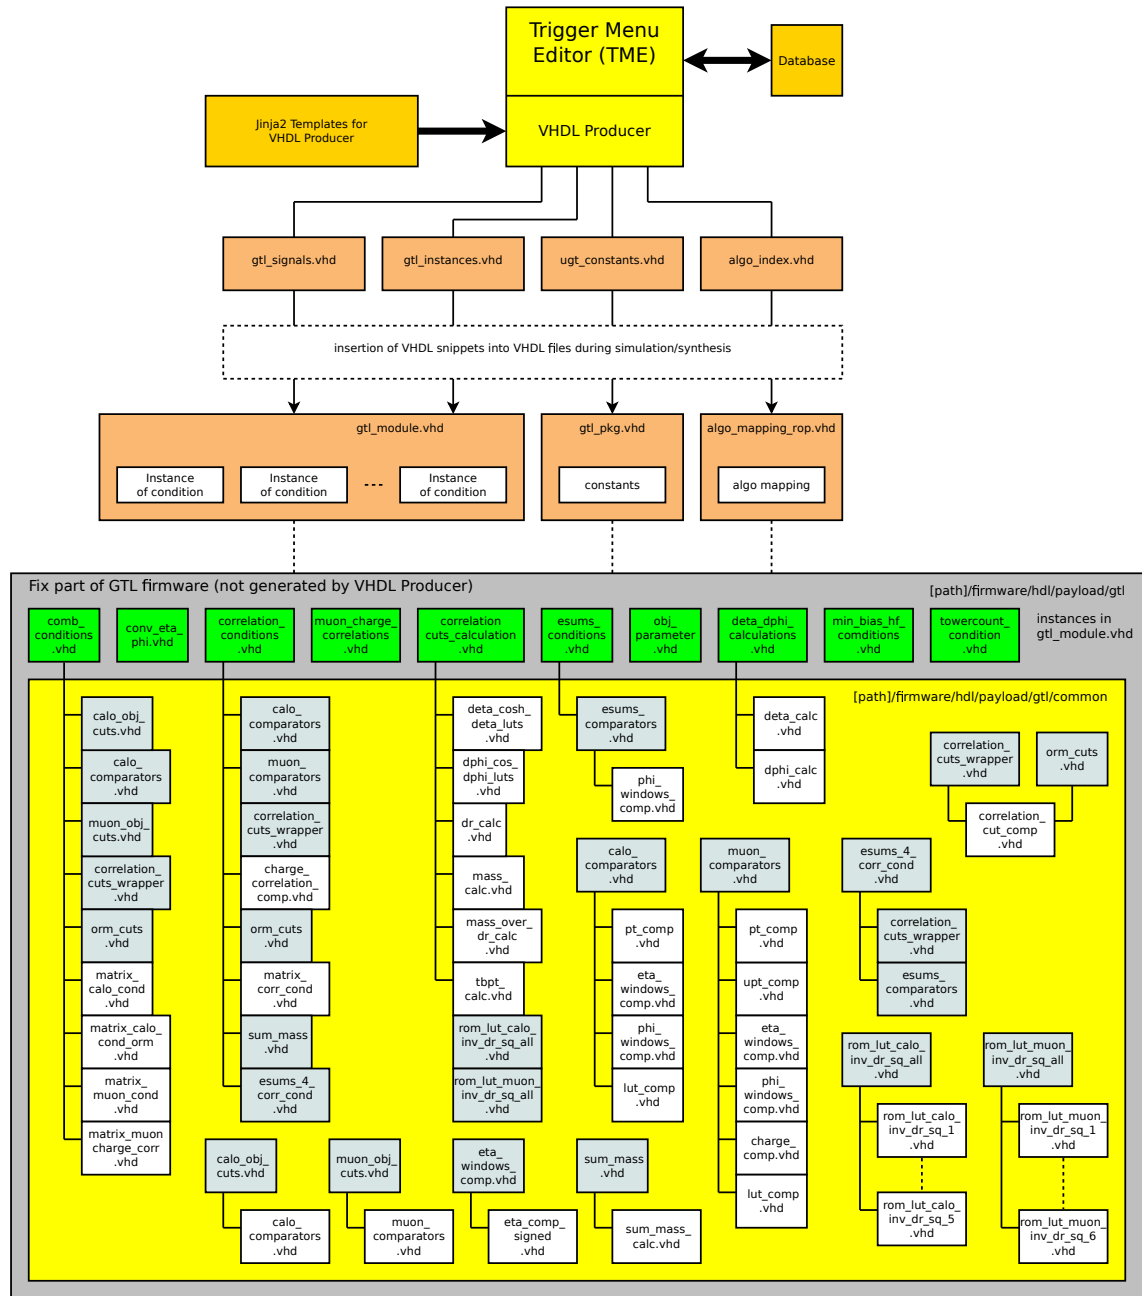 Trigger Menu
Editor (TME)
Database
Jinja2 Templates for
VHDL Producer
VHDL Producer
gtl_signals.vhd
gtl_instances.vhd
ugt_constants.vhd
algo_index.vhd
insertion of VHDL snippets into VHDL files during simulation/synthesis
gtl_module.vhd
gtl_pkg.vhd
algo_mapping_rop.vhd
Instance
of condition
Instance
of condition
---
Instance
of condition
constants
algo mapping
Fix part of GTL firmware (not generated by VHDL Producer)
[path]/firmware/hdl/payload/gtl
comb_
conditions
.vhd
conv_eta_
phi.vhd
correlation_
conditions
.vhd
muon_charge_
correlations
.vhd
correlation
cuts_calculation
.vhd
esums_
conditions
.vhd
obj_
parameter
.vhd
deta_dphi_
calculations
.vhd
min_bias_hf_
comditions
.vhd
towercount_
condition
.vhd
instances in
gtl_module.vhd
[path]/firmware/hdl/payload/gtl/common
calo_obj_
cuts.vhd
calo_
comparators
.vhd
muon_obj_
cuts.vhd
correlation_
cuts_wrapper
.vhd
orm_cuts
.vhd
matrix_
calo_cond
.vhd
matrix_calo_
cond_orm
.vhd
matrix_
muon_cond
.vhd
matrix_muon
charge_corr
.vhd
calo_
comparators
.vhd
muon_
comparators
.vhd
correlation_
cuts_wrapper
.vhd
charge_
correlation_
comp.vhd
orm_cuts
.vhd
matrix_
corr_cond
.vhd
sum_mass
.vhd
esums_4_
corr_cond
.vhd
deta_cosh_
deta_luts
.vhd
dphi_cos_
dphi_luts
.vhd
dr_calc
.vhd
mass_
calc.vhd
mass_over_
dr_calc
.vhd
tbpt_
calc.vhd
rom_lut_calo_
inv_dr_sq_all
.vhd
rom_lut_muon_
inv_dr_sq_all
.vhd
esums_
comparators
.vhd
phi_
windows_
comp.vhd
deta_calc
.vhd
dphi_calc
.vhd
correlation_
cuts_wrapper
.vhd
orm_cuts
.vhd
correlation_
cut_comp
.vhd
calo_
comparators
.vhd
pt_comp
.vhd
eta_
windows_
comp.vhd
phi_
windows_
comp.vhd
lut_comp
.vhd
muon_
comparators
.vhd
pt_comp
.vhd
upt_comp
.vhd
eta_
windows_
comp.vhd
phi_
windows_
comp.vhd
charge_
comp
.vhd
lut_comp
.vhd
esums_4_
corr_cond
.vhd
correlation_
cuts_wrapper
.vhd
esums_
comparators
.vhd
rom_lut_calo_
inv_dr_sq_all
.vhd
rom_lut_calo_
inv_dr_sq_1
.vhd
rom_lut_calo_
inv_dr_sq_5
.vhd
rom_lut_muon_
inv_dr_sq_all
.vhd
rom_lut_muon_
inv_dr_sq_1
.vhd
rom_lut_muon_
inv_dr_sq_6
.vhd
calo_obj_
cuts.vhd
calo_
comparators
.vhd
muon_obj_
cuts.vhd
muon_
comparators
.vhd
eta_
windows_
comp.vhd
eta_comp_
signed
.vhd
sum_mass
.vhd
sum_mass_
calc.vhd